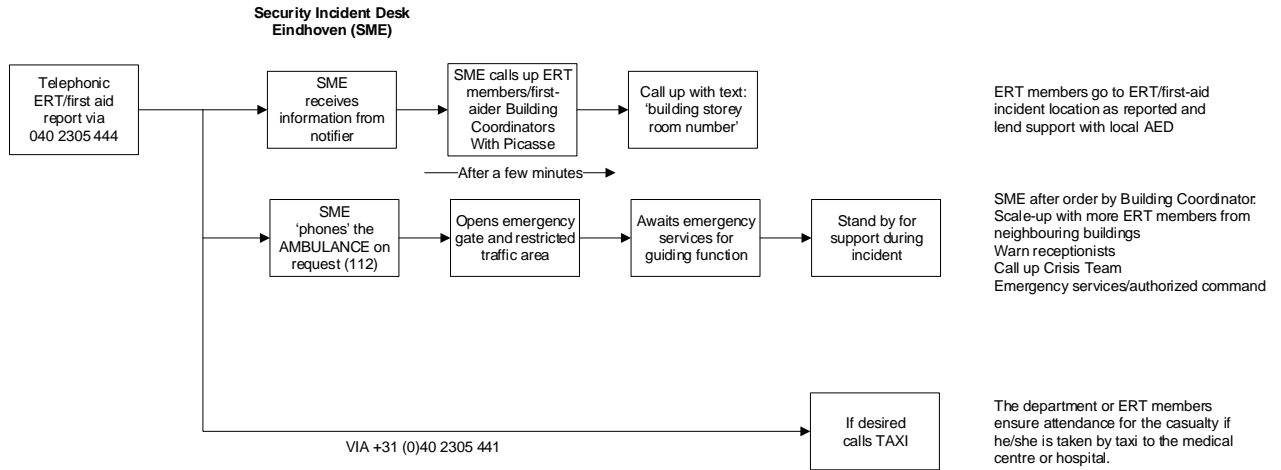 Security Incident Desk
Eindhoven (SME)
Telephonic
ERT/first aid
report via
040 2305 444
SME
receives
information from
notifier
SME calls up ERT
members/first-
aider Building
Coordinators
With Picasse
Call up with text:
‘building storey
room number’
ERT members go to ERT/first-aid
incident location as reported and
lend support with local AED
After a few minutes
SME
‘phones’ the
AMBULANCE on
request (112)
Opens emergency
gate and restricted
traffic area
Awaits emergency
services for
guiding function
Stand by for
support during
incident
SME after order by Building Coordinator:
Scale-up with more ERT members from
neighbouring buildings
Warn receptionists
Call up Crisis Team
Emergency services/authorized command
If desired
calls TAXI
VIA +31 (0)40 2305 441
The department or ERT members
ensure attendance for the casualty if
he/she is taken by taxi to the medical
centre or hospital.